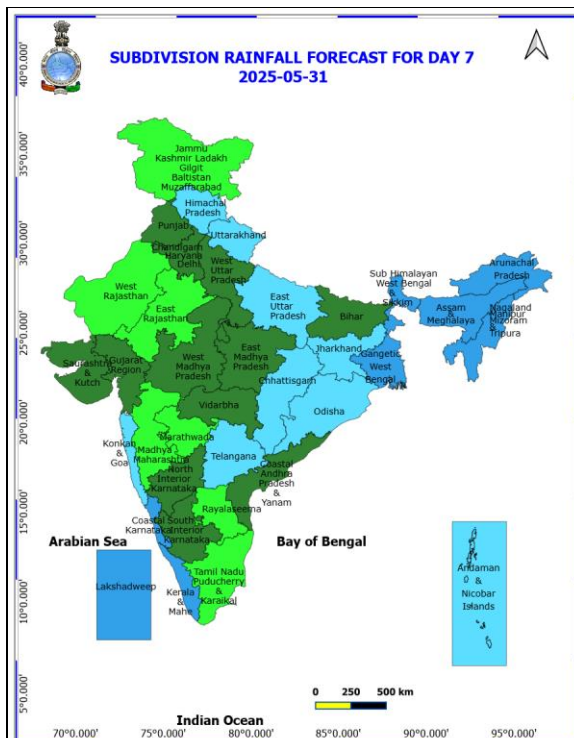 SUBDIVISION RAINFALL FORECAST FOR DAY 7
2025-05-31
40°0.000'
35°0.000'
30°0.000'
25°0.000'
20°0.000'
15°0.000'
10°0.000'
5°0.000'
Jammu
Kashmir Ladakh
Gilgit
Baltistan
Muzaffarabad
Himachal
Pradesh
Punjab
Uttarakhand
Chandigarh
Haryana
Delhi
West
Uttar
Pradesh
Arunachal
Pradesh
Sub Himalayan
West Bengal
&
Sikkim
West
Rajasthan
East
Rajasthan
East
Uttar
Pradesh
Bihar
Assam
&
Meghalaya
Nagaland
Manipur
Mizoram
&
Tripura
Saurashtra
&
Kutch
Gujarat
Region
West
Madhya
Pradesh
East
Madhya
Pradesh
Jharkhand
Gangetic
West
Bengal
Chhattisgarh
Vidarbha
Odisha
Konkan
&
Goa
Madhya
Maharashtra
Marathwada
Telangana
North
Interior
Karnataka
Coastal
Andhra
Pradesh
&
Yanam
Rayalaseema
Coastal
Karnataka
South
Interior
Karnataka
Arabian Sea
Bay of Bengal
Lakshadweep
Kerala
&
Mahe
Tamil Nadu
Puducherry
&
Karaikal
Andaman
&
Nicobar
Islands
0 250 500 km
Indian Ocean
70°0.000' 75°0.000' 80°0.000' 85°0.000' 90°0.000' 95°0.000'